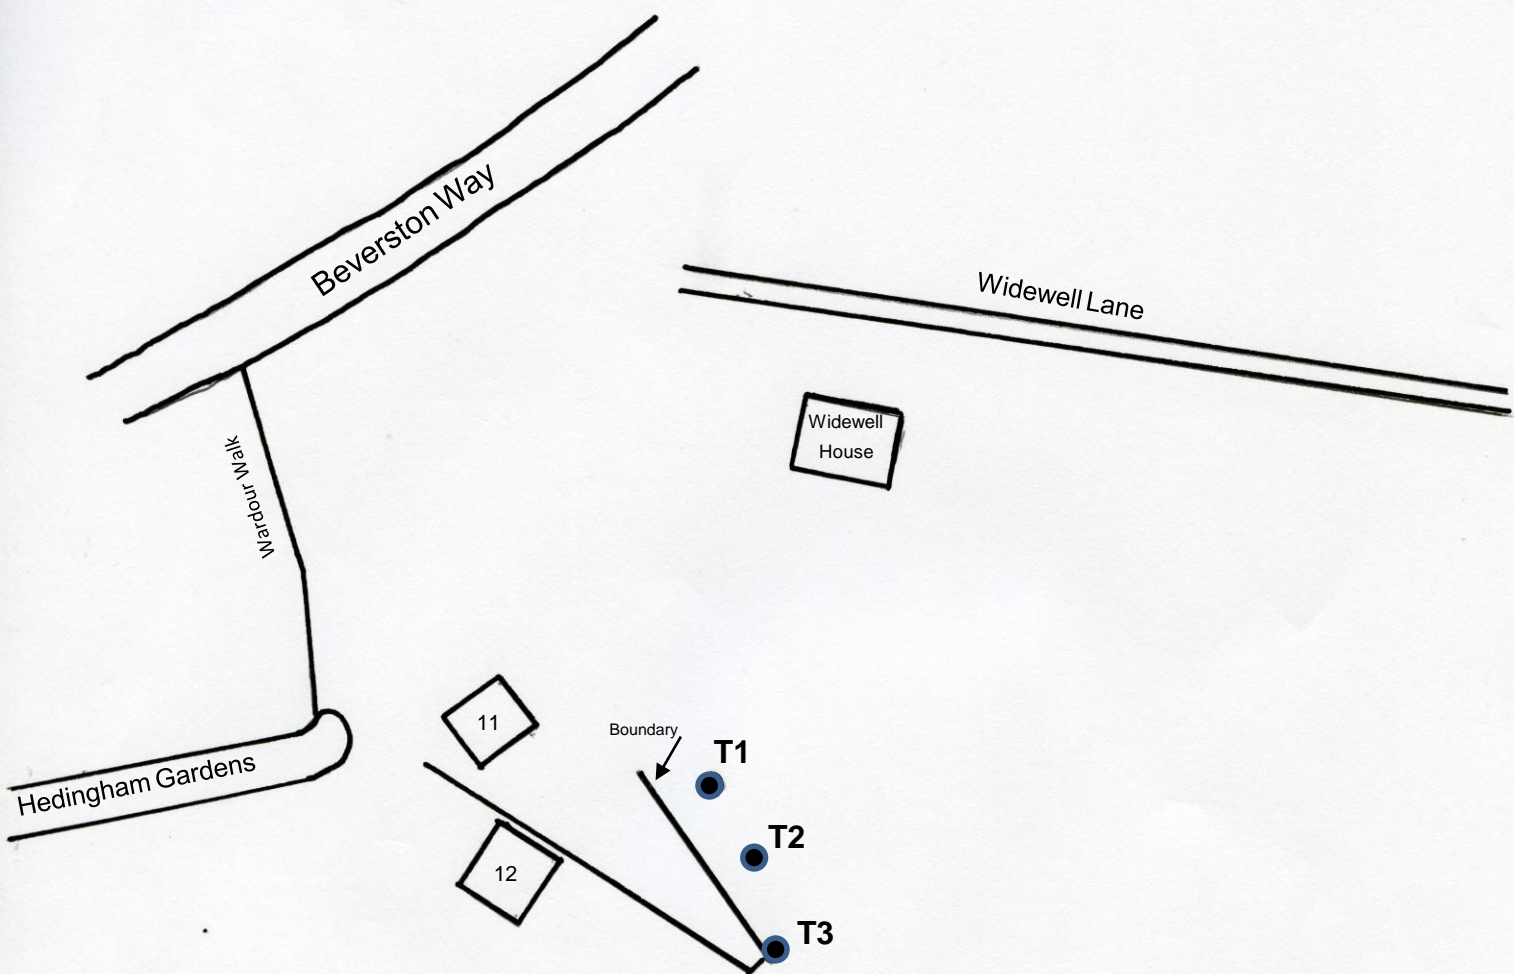 Beverston Way
Widewell Lane
Widewell
House
Wardour Walk
11
Boundary
T1
Hedingham Gardens
T2
12
T3